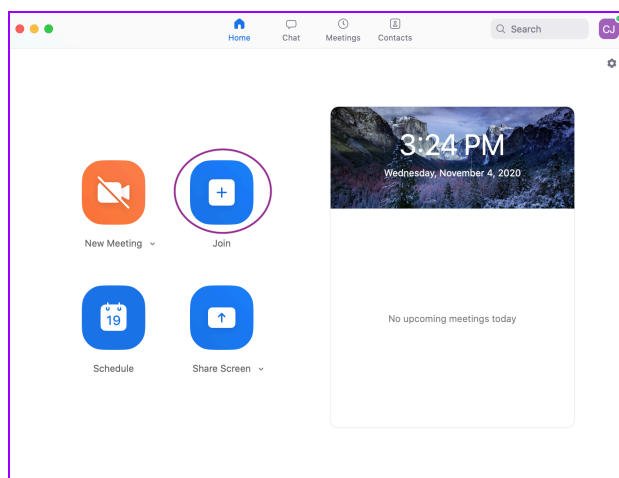 Home
Chat
Meetings
Contacts
Search
CJ
3:24 PM
Wednesday, November 4, 2020
New Meeting
Join
19
Schedule
Share Screen
No upcoming meetings today